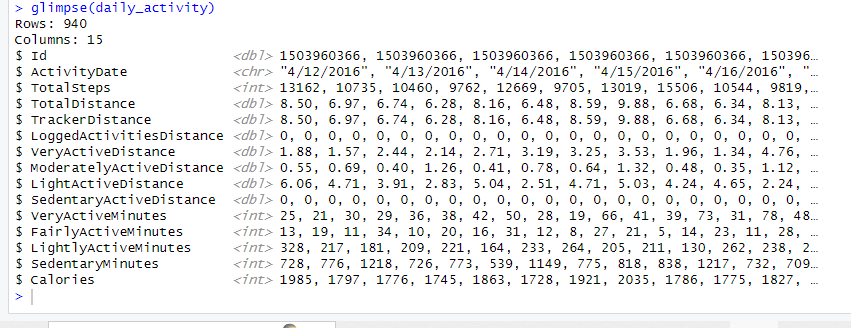 > glimpse(daily_activity)
Rows: 940
Columns: 15
$ Id                       <dbl> 1503960366, 1503960366, 1503960366, 1503960366, 1503960366, 150396…
$ ActivityDate             <chr> "4/12/2016", "4/13/2016", "4/14/2016", "4/15/2016", "4/16/2016", "…
$ TotalSteps               <int> 13162, 10735, 10460, 9762, 12669, 9705, 13019, 15506, 10544, 9819,…
$ TotalDistance            <dbl> 8.50, 6.97, 6.74, 6.28, 8.16, 6.48, 8.59, 9.88, 6.68, 6.34, 8.13, …
$ TrackerDistance          <dbl> 8.50, 6.97, 6.74, 6.28, 8.16, 6.48, 8.59, 9.88, 6.68, 6.34, 8.13, …
$ LoggedActivitiesDistance <dbl> 0, 0, 0, 0, 0, 0, 0, 0, 0, 0, 0, 0, 0, 0, 0, 0, 0, 0, 0, 0, 0, 0, …
$ VeryActiveDistance       <dbl> 1.88, 1.57, 2.44, 2.14, 2.71, 3.19, 3.25, 3.53, 1.96, 1.34, 4.76, …
$ ModeratelyActiveDistance <dbl> 0.55, 0.69, 0.40, 1.26, 0.41, 0.78, 0.64, 1.32, 0.48, 0.35, 1.12, …
$ LightActiveDistance      <dbl> 6.06, 4.71, 3.91, 2.83, 5.04, 2.51, 4.71, 5.03, 4.24, 4.65, 2.24, …
$ SedentaryActiveDistance  <dbl> 0, 0, 0, 0, 0, 0, 0, 0, 0, 0, 0, 0, 0, 0, 0, 0, 0, 0, 0, 0, 0, 0, …
$ VeryActiveMinutes        <int> 25, 21, 30, 29, 36, 38, 42, 50, 28, 19, 66, 41, 39, 73, 31, 78, 48…
$ FairlyActiveMinutes      <int> 13, 19, 11, 34, 10, 20, 16, 31, 12, 8, 27, 21, 5, 14, 23, 11, 28, …
$ LightlyActiveMinutes     <int> 328, 217, 181, 209, 221, 164, 233, 264, 205, 211, 130, 262, 238, 2…
$ SedentaryMinutes         <int> 728, 776, 1218, 726, 773, 539, 1149, 775, 818, 838, 1217, 732, 709…
$ Calories                 <int> 1985, 1797, 1776, 1745, 1863, 1728, 1921, 2035, 1786, 1775, 1827, …
>